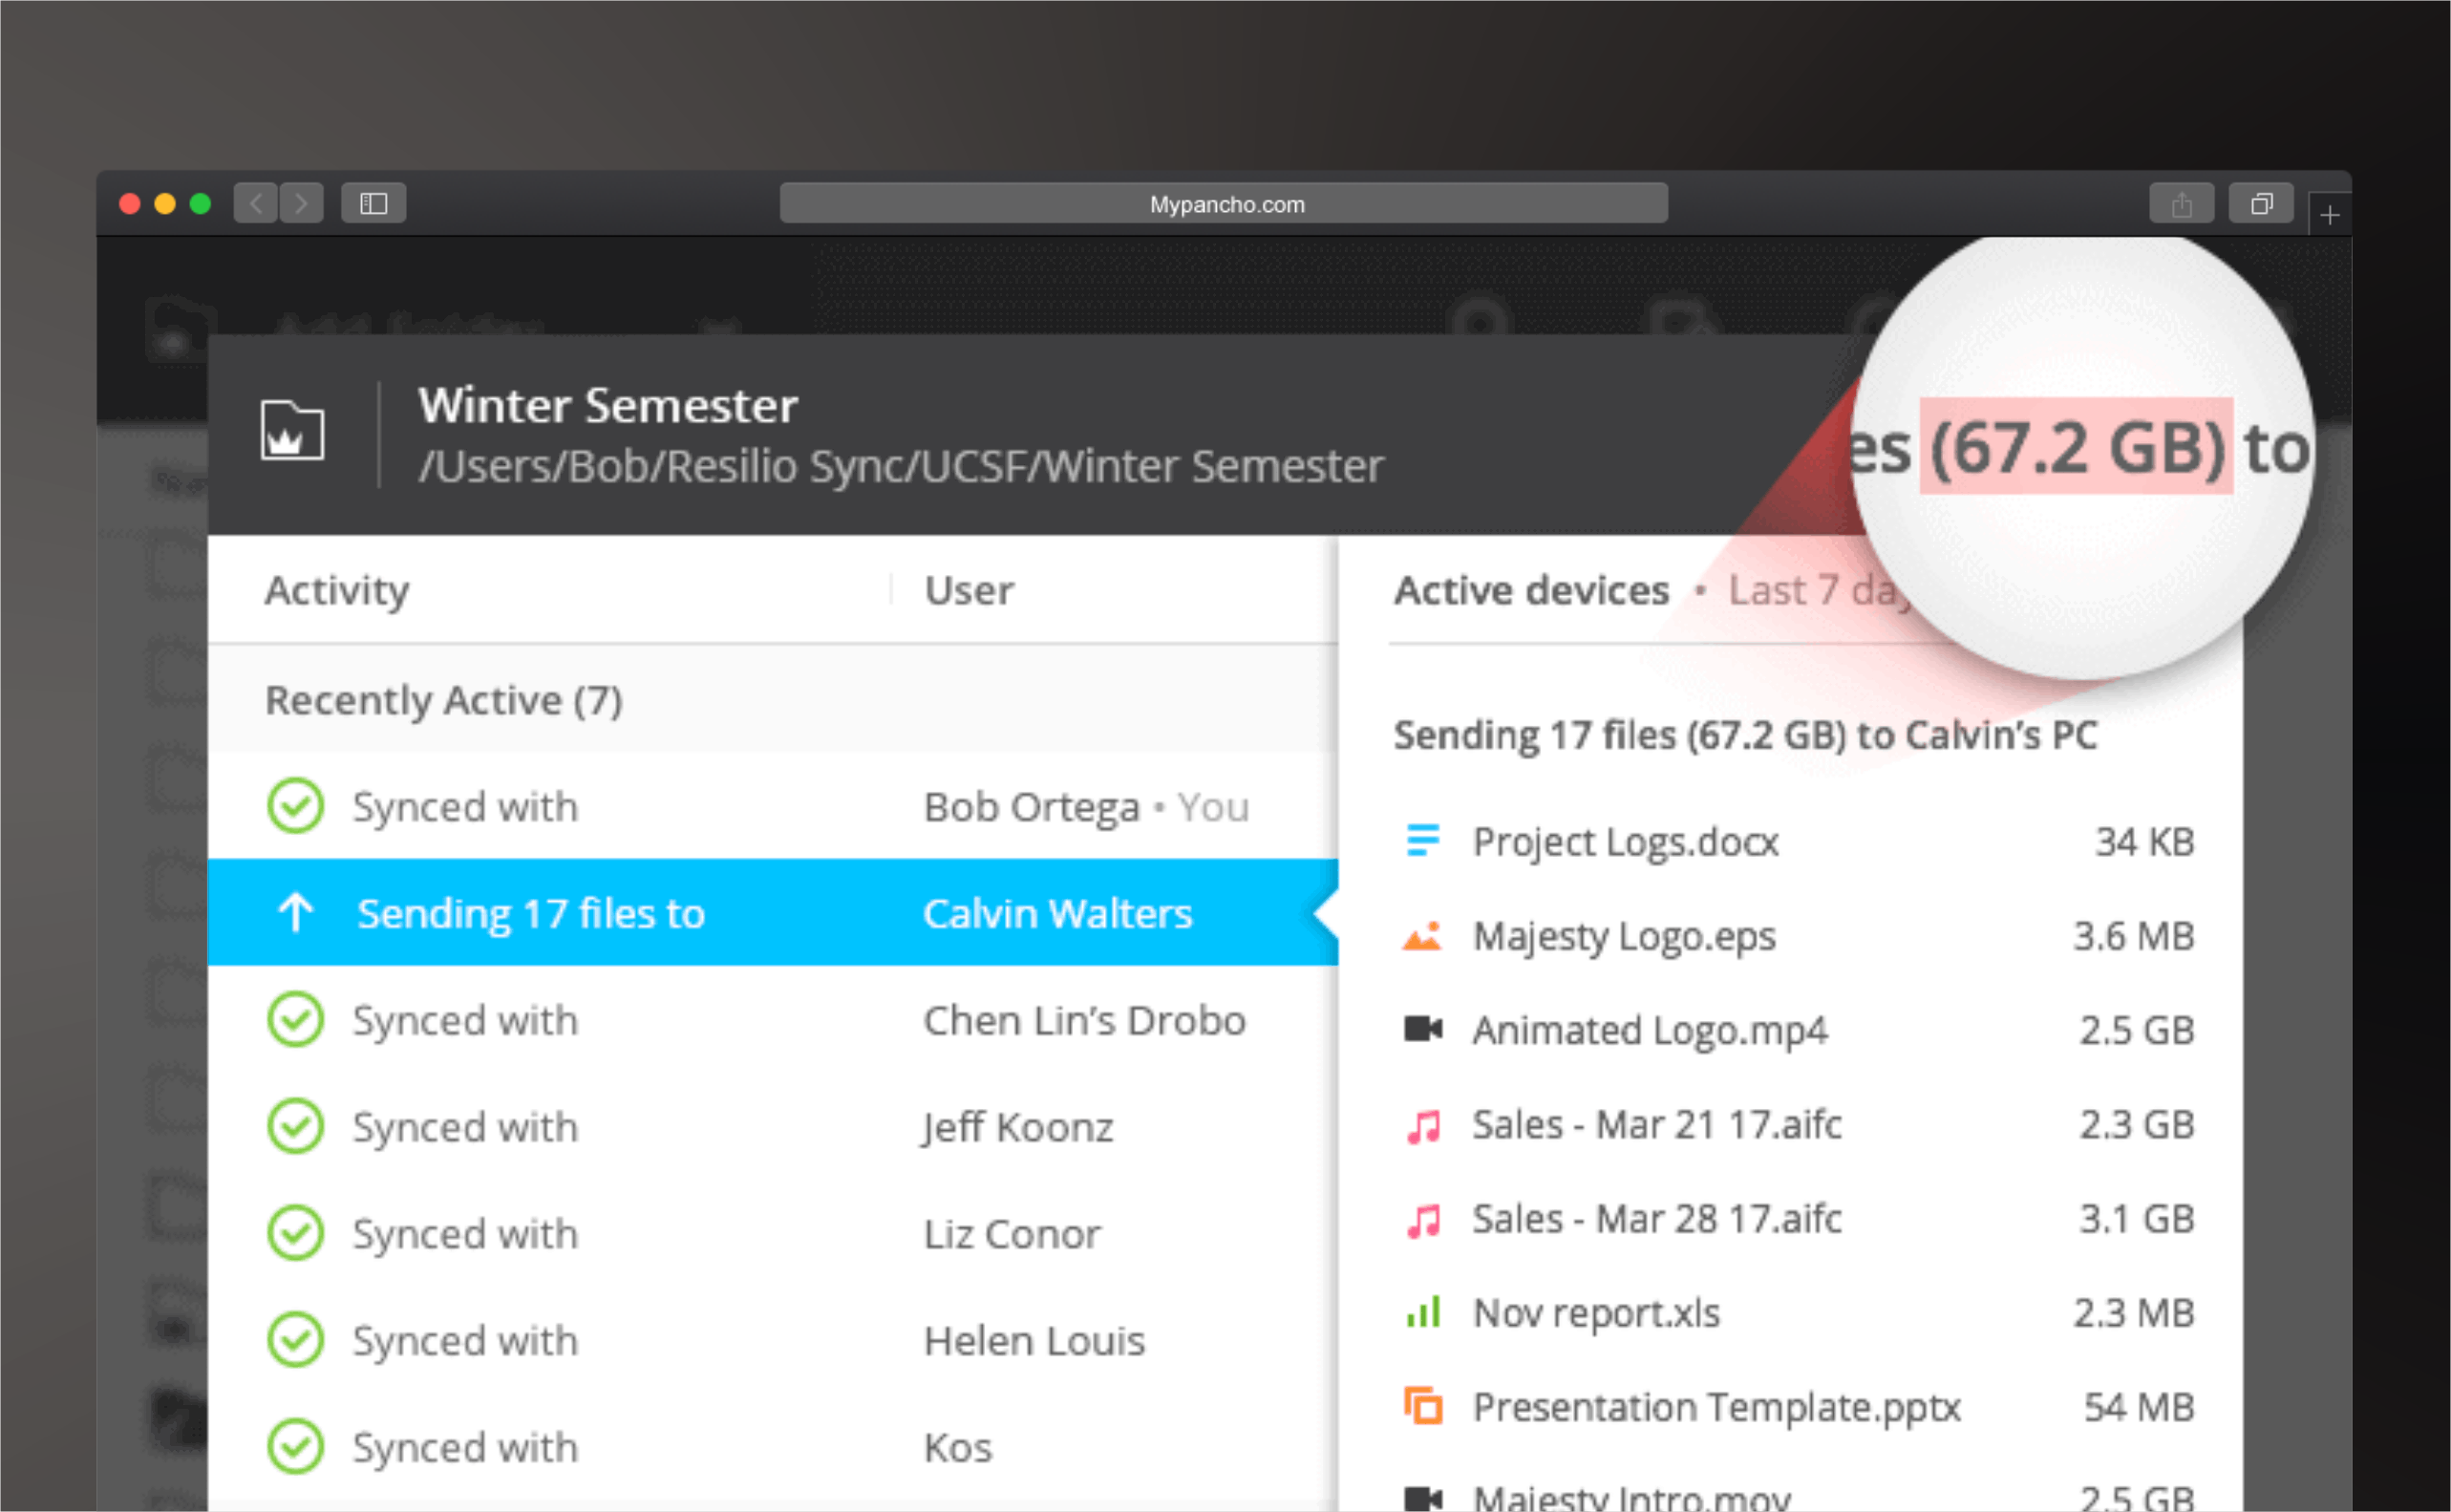 Mypancho.com
Winter Semester
/Users/Bob/Resilio Sync/UCSF/Winter Semester
es (67.2 GB) to
Activity
User
Active devices • Last 7 day
Recently Active (7)
Sending 17 files (67.2 GB) to Calvin's PC
Synced with Bob Ortega • You
Sending 17 files to Calvin Walters
Synced with Chen Lin's Drobo
Synced with Jeff Koonz
Synced with Liz Conor
Synced with Helen Louis
Synced with Kos
Project Logs.docx 34 KB
Majesty Logo.eps 3.6 MB
Animated Logo.mp4 2.5 GB
Sales - Mar 21 17.aifc 2.3 GB
Sales - Mar 28 17.aifc 3.1 GB
Nov report.xls 2.3 MB
Presentation Template.pptx 54 MB
Majesty Intro.mov 2.5 GB